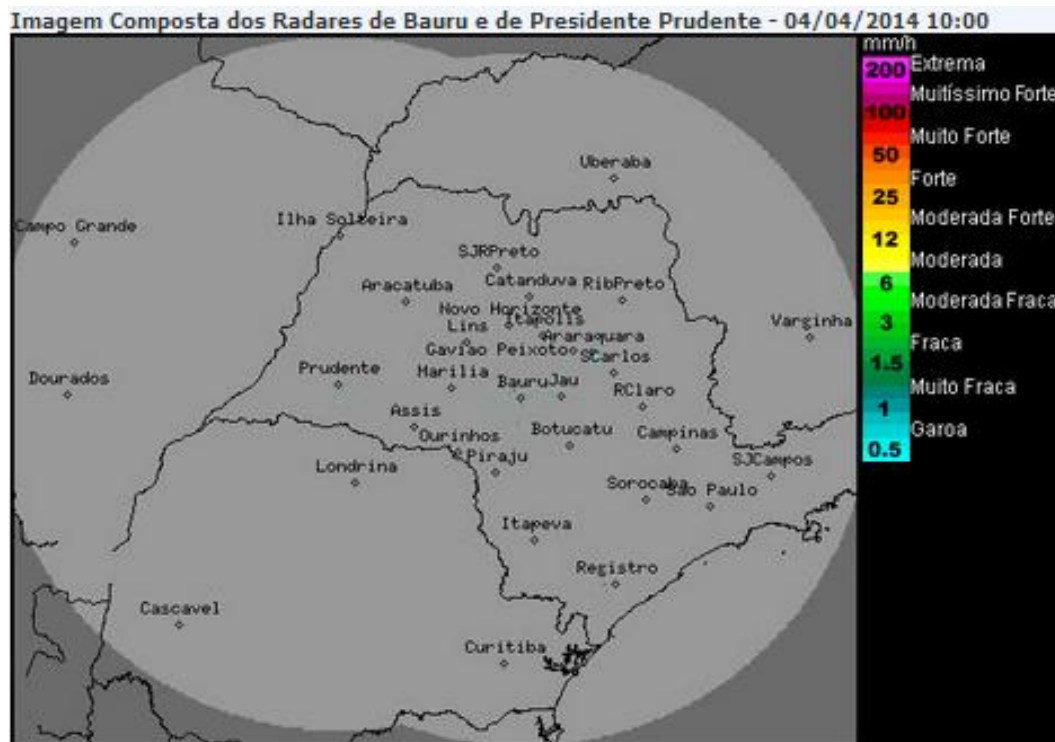 Imagem Composta dos Radares de Bauru e de Presidente Prudente - 04/04/2014 10:00
mm/h
200 Extrema
Muitíssimo Forte
100
Muito Forte
50
Forte
25
Moderada Forte
12
Moderada
6
Moderada Fraca
3
Fraca
1.5
Muito Fraca
1
Garoa
0.5
Uberaba
Campo Grande
Ilha Solteira
SJRPreto
Aracatuba
Catanduva
RibPreto
Novo Horizonte
Itapolis
Lins
Araraquara
Varginha
Gaviao Peixoto
SCarlos
Prudente
Marilia
Dourados
Bauru
Jau
RClaro
Assis
Ourinhos
Botucatu
Campinas
Piraju
Londrina
SJCampos
Sorocaba
Sao Paulo
Itapeva
Registro
Cascavel
Curitiba